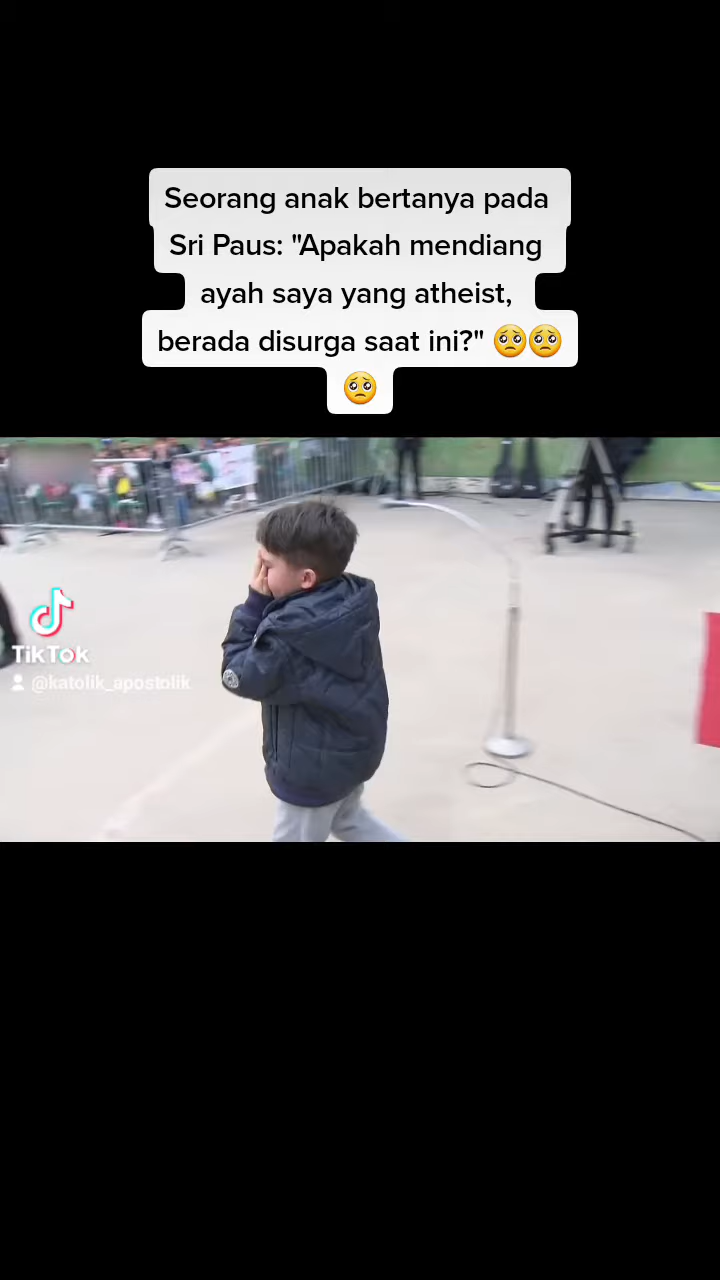 Seorang anak bertanya pada
Sri Paus: "Apakah mendiang
ayah saya yang atheist,
berada disurga saat ini?" 🥺🥺
🥺
TikTok
@katolik_apostolik